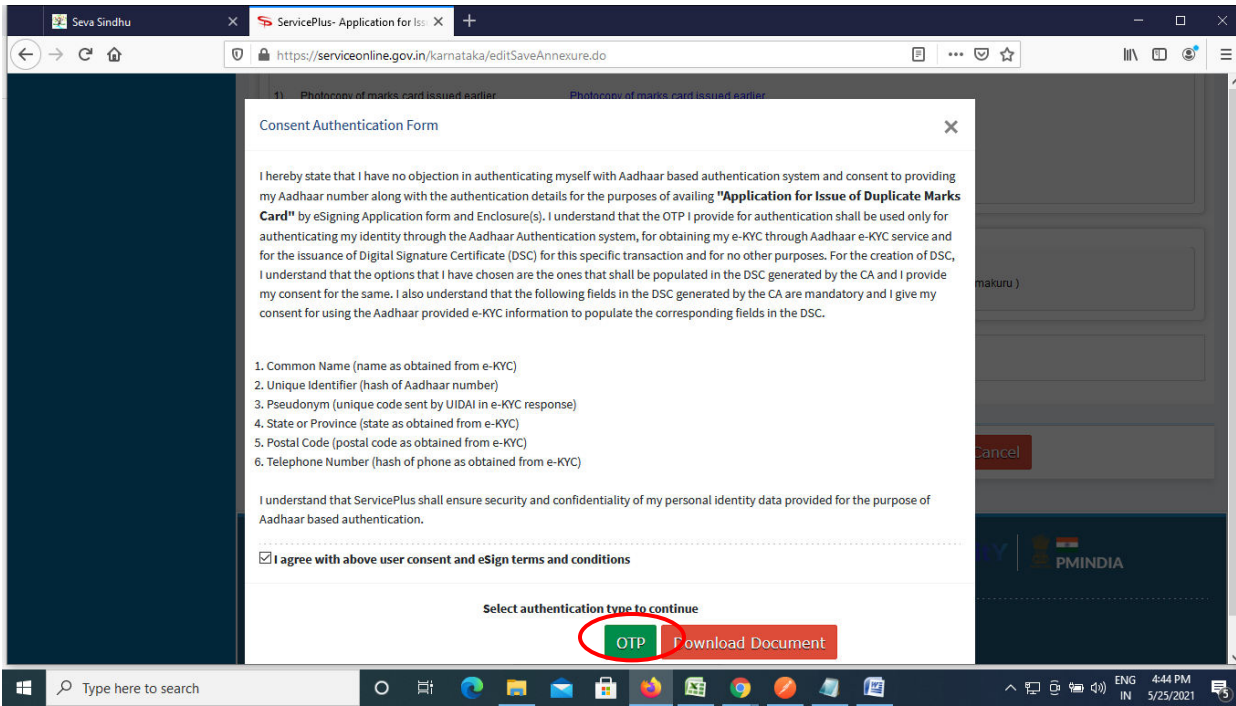 Seva Sindhu
ServicePlus- Application for Iss
https://serviceonline.gov.in/karnataka/editSaveAnnexure.do
1) Photocopy of marks card issued earlier Photocopy of marks card issued earlier
Consent Authentication Form
I hereby state that I have no objection in authenticating myself with Aadhaar based authentication system and consent to providing
my Aadhaar number along with the authentication details for the purposes of availing "Application for Issue of Duplicate Marks
Card" by eSigning Application form and Enclosure(s). I understand that the OTP I provide for authentication shall be used only for
authenticating my identity through the Aadhaar Authentication system, for obtaining my e-KYC through Aadhaar e-KYC service and
for the issuance of Digital Signature Certificate (DSC) for this specific transaction and for no other purposes. For the creation of DSC,
I understand that the options that I have chosen are the ones that shall be populated in the DSC generated by the CA and I provide
my consent for the same. I also understand that the following fields in the DSC generated by the CA are mandatory and I give my
consent for using the Aadhaar provided e-KYC information to populate the corresponding fields in the DSC.
makuru )
1. Common Name (name as obtained from e-KYC)
2. Unique Identifier (hash of Aadhaar number)
3. Pseudonym (unique code sent by UIDAI in e-KYC response)
4. State or Province (state as obtained from e-KYC)
5. Postal Code (postal code as obtained from e-KYC)
6. Telephone Number (hash of phone as obtained from e-KYC)
Cancel
I understand that ServicePlus shall ensure security and confidentiality of my personal identity data provided for the purpose of
Aadhaar based authentication.
I agree with above user consent and eSign terms and conditions
Y
PMINDIA
Select authentication type to continue
OTP
Download Document
Type here to search
ENG
IN
4:44 PM
5/25/2021
5